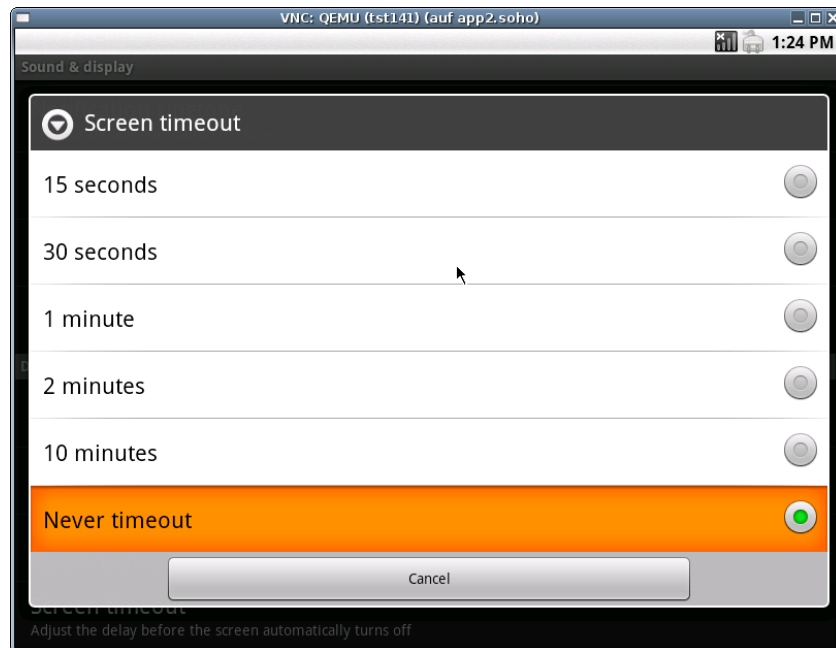 VNC: QEMU (tst141) (auf app2.soho)
1:24 PM
Sound & display
Screen timeout
15 seconds
30 seconds
1 minute
2 minutes
10 minutes
Never timeout
Cancel
Screen timeout
Adjust the delay before the screen automatically turns off